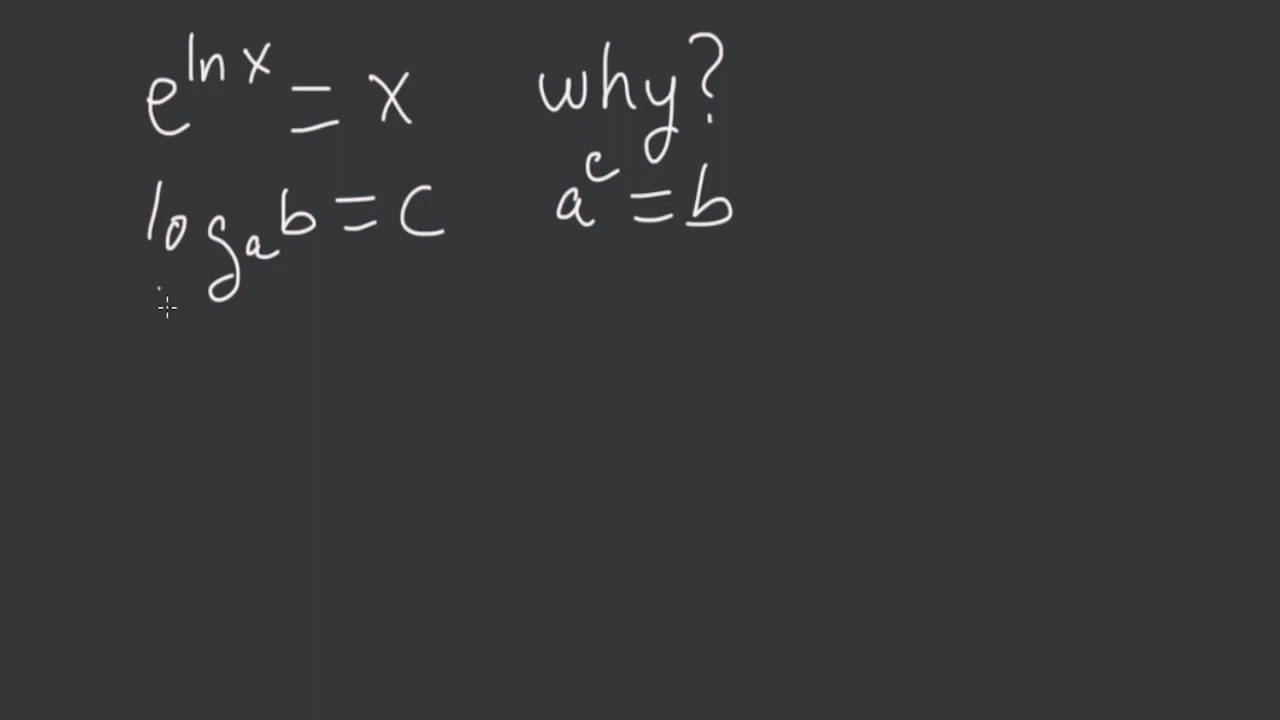 e^{ln x} = x why?
log_a b = c a^c = b